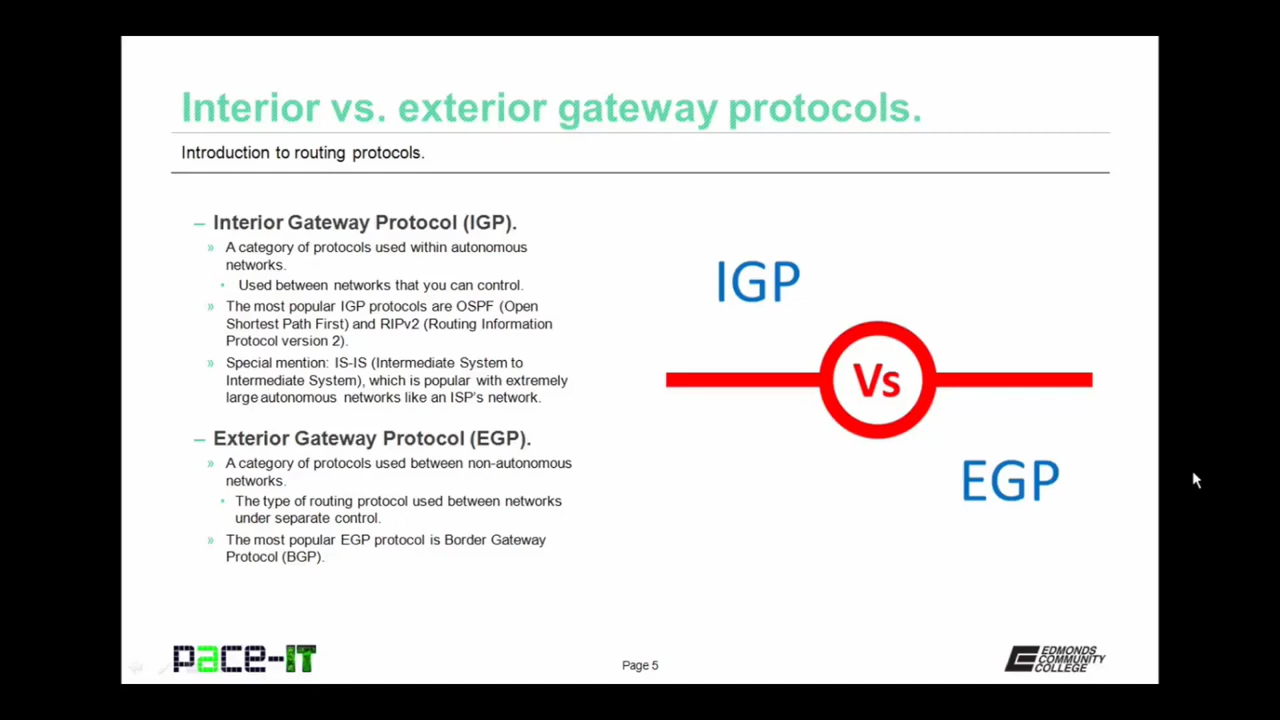 Interior vs. exterior gateway protocols.
Introduction to routing protocols.
– Interior Gateway Protocol (IGP).
» A category of protocols used within autonomous
networks.
• Used between networks that you can control.
» The most popular IGP protocols are OSPF (Open
Shortest Path First) and RIPv2 (Routing Information
Protocol version 2).
» Special mention: IS-IS (Intermediate System to
Intermediate System), which is popular with extremely
large autonomous networks like an ISP's network.
– Exterior Gateway Protocol (EGP).
» A category of protocols used between non-autonomous
networks.
• The type of routing protocol used between networks
under separate control.
» The most popular EGP protocol is Border Gateway
Protocol (BGP).
IGP
Vs
EGP
pace-IT
Page 5
EDMONDS
COMMUNITY
COLLEGE